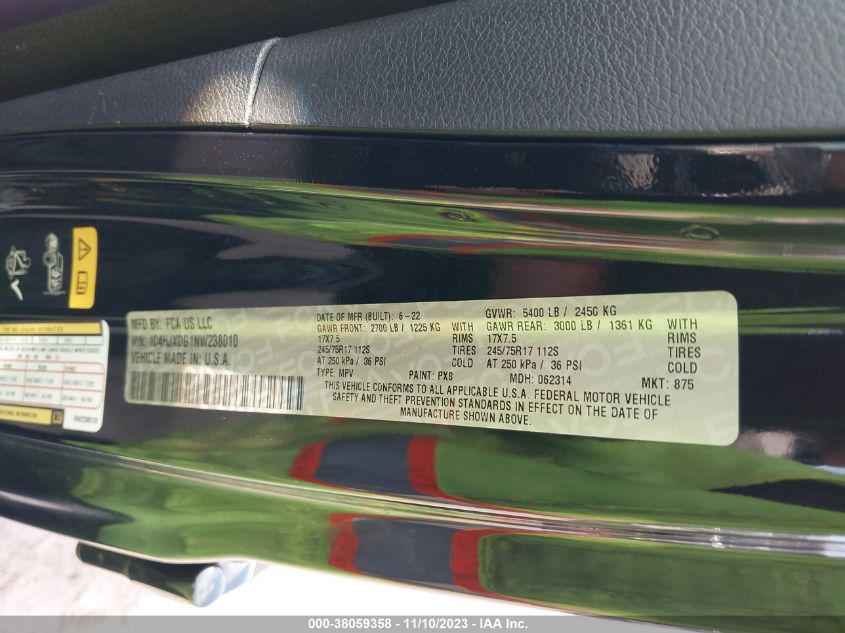 MFD. BY: FCA US LLC
VEHICLE MADE IN U.S.A.
DATE OF MFR (BUILT): 6-22
GVWR: 5400 LB / 2450 KG
GAWR FRONT: 2700 LB / 1225 KG WITH
17X7.5 RIMS
245/75R17 112S TIRES
AT 250 kPa / 36 PSI COLD
GAWR REAR: 3000 LB / 1361 KG WITH
17X7.5 RIMS
245/75R17 112S TIRES
AT 250 kPa / 36 PSI COLD
TYPE: MPV PAINT: PX8 MDH: 062314 MKT: 875
THIS VEHICLE CONFORMS TO ALL APPLICABLE U.S.A. FEDERAL MOTOR VEHICLE
SAFETY AND THEFT PREVENTION STANDARDS IN EFFECT ON THE DATE OF
MANUFACTURE SHOWN ABOVE.
000-38059358 - 11/10/2023 - IAA